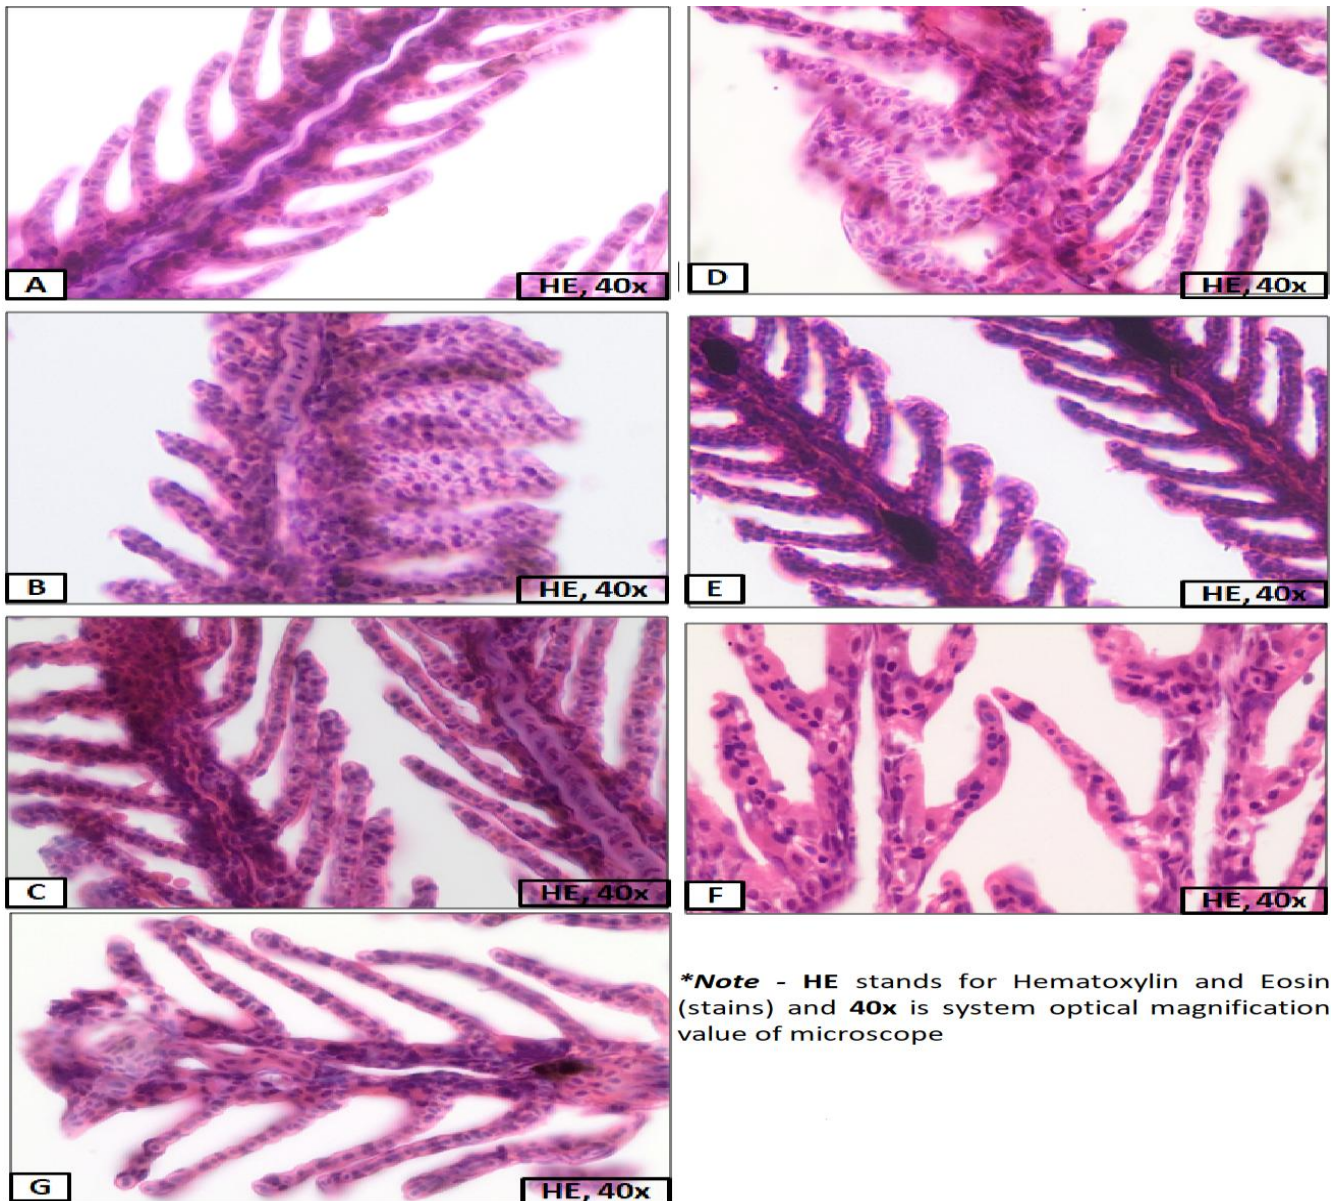 A
HE, 40x
D
HE, 40x
B
HE, 40x
E
HE, 40x
C
HE, 40x
F
HE, 40x
G
HE, 40x
*Note - HE stands for Hematoxylin and Eosin
(stains) and 40x is system optical magnification
value of microscope